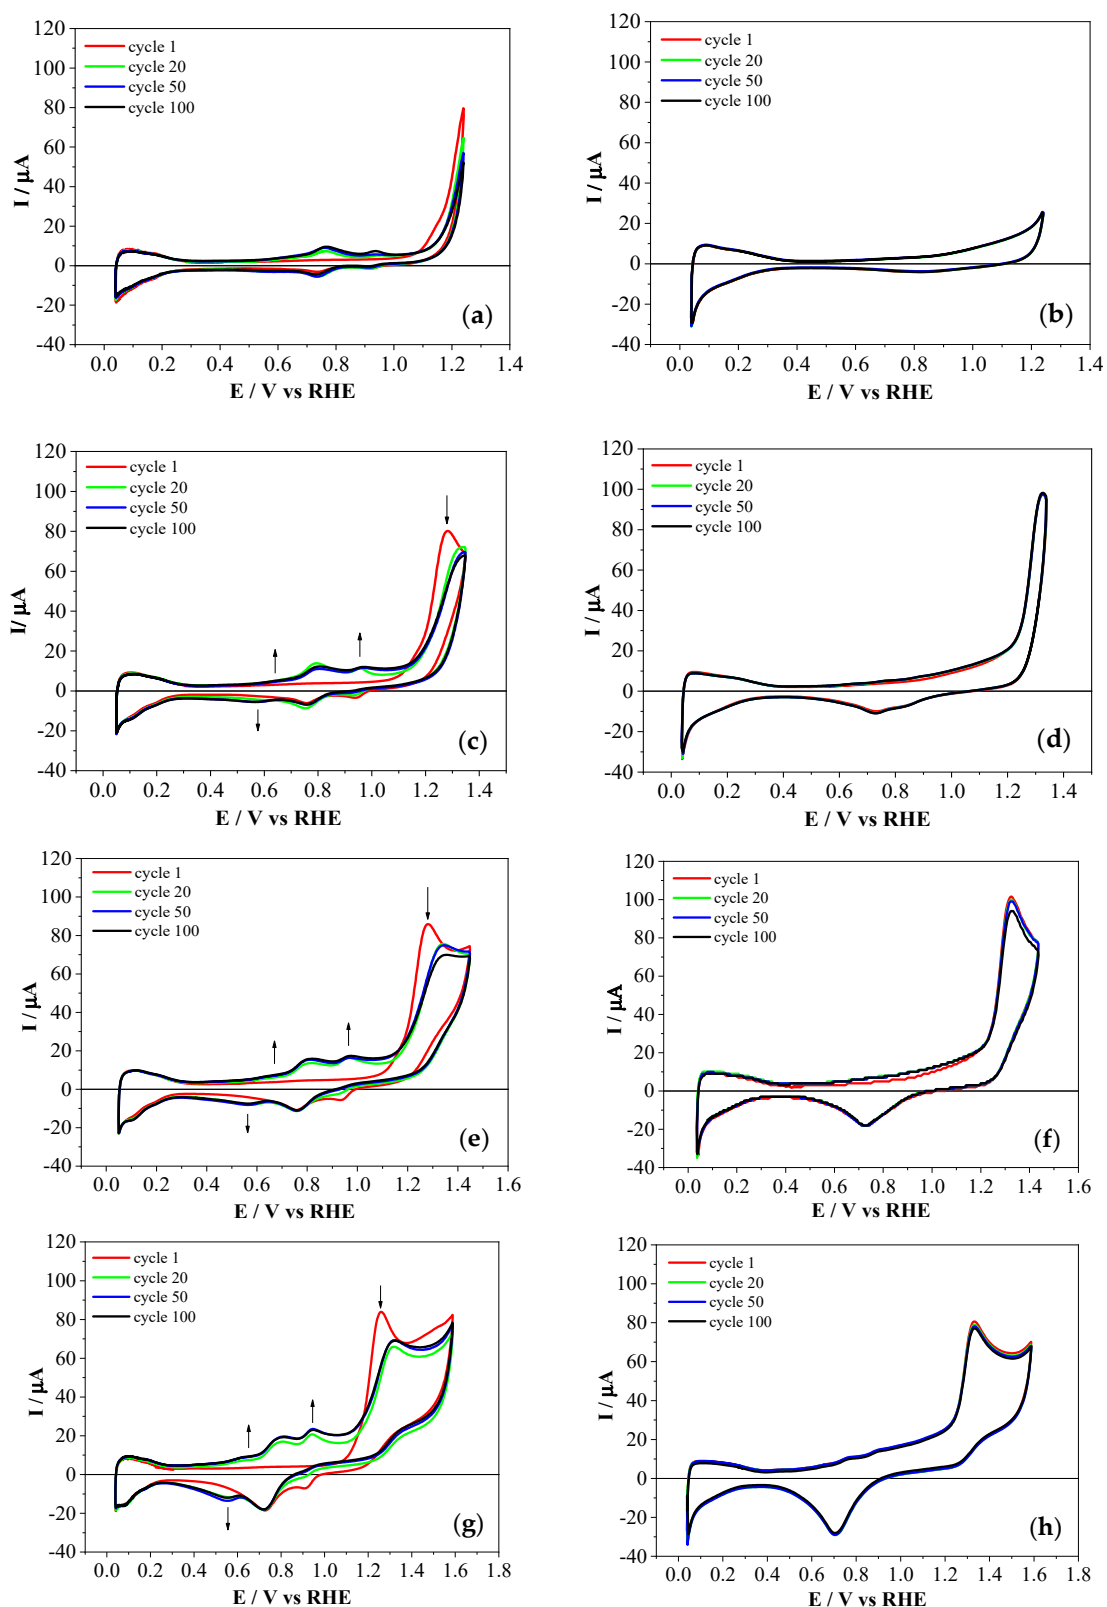 120
100
80
60
40
20
0
-20
-40
I / μA
cycle 1
cycle 20
cycle 50
cycle 100
(a)
0.0 0.2 0.4 0.6 0.8 1.0 1.2 1.4
E / V vs RHE
120
100
80
60
40
20
0
-20
-40
I / μA
cycle 1
cycle 20
cycle 50
cycle 100
(b)
0.0 0.2 0.4 0.6 0.8 1.0 1.2 1.4
E / V vs RHE
120
100
80
60
40
20
0
-20
-40
I/ μA
cycle 1
cycle 20
cycle 50
cycle 100
(c)
0.0 0.2 0.4 0.6 0.8 1.0 1.2 1.4
E / V vs RHE
120
100
80
60
40
20
0
-20
-40
I / μA
cycle 1
cycle 20
cycle 50
cycle 100
(d)
0.0 0.2 0.4 0.6 0.8 1.0 1.2 1.4
E / V vs RHE
120
100
80
60
40
20
0
-20
-40
I / μA
cycle 1
cycle 20
cycle 50
cycle 100
(e)
0.0 0.2 0.4 0.6 0.8 1.0 1.2 1.4 1.6
E / V vs RHE
120
100
80
60
40
20
0
-20
-40
I / μA
cycle 1
cycle 20
cycle 50
cycle 100
(f)
0.0 0.2 0.4 0.6 0.8 1.0 1.2 1.4 1.6
E / V vs RHE
120
100
80
60
40
20
0
-20
-40
I / μA
cycle 1
cycle 20
cycle 50
cycle 100
(g)
0.0 0.2 0.4 0.6 0.8 1.0 1.2 1.4 1.6 1.8
E / V vs RHE
120
100
80
60
40
20
0
-20
-40
I / μA
cycle 1
cycle 20
cycle 50
cycle 100
(h)
0.0 0.2 0.4 0.6 0.8 1.0 1.2 1.4 1.6 1.8
E / V vs RHE